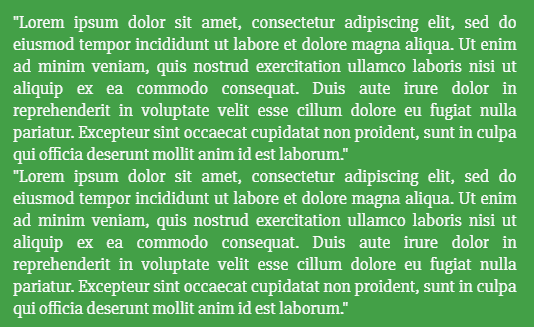 "Lorem ipsum dolor sit amet, consectetur adipiscing elit, sed do
eiusmod tempor incididunt ut labore et dolore magna aliqua. Ut enim
ad minim veniam, quis nostrud exercitation ullamco laboris nisi ut
aliquip ex ea commodo consequat. Duis aute irure dolor in
reprehenderit in voluptate velit esse cillum dolore eu fugiat nulla
pariatur. Excepteur sint occaecat cupidatat non proident, sunt in culpa
qui officia deserunt mollit anim id est laborum."
"Lorem ipsum dolor sit amet, consectetur adipiscing elit, sed do
eiusmod tempor incididunt ut labore et dolore magna aliqua. Ut enim
ad minim veniam, quis nostrud exercitation ullamco laboris nisi ut
aliquip ex ea commodo consequat. Duis aute irure dolor in
reprehenderit in voluptate velit esse cillum dolore eu fugiat nulla
pariatur. Excepteur sint occaecat cupidatat non proident, sunt in culpa
qui officia deserunt mollit anim id est laborum."